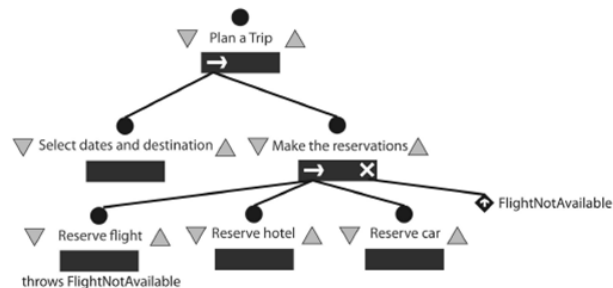 Plan a Trip
Select dates and destination
Make the reservations
FlightNotAvailable
Reserve flight
Reserve hotel
Reserve car
throws FlightNotAvailable